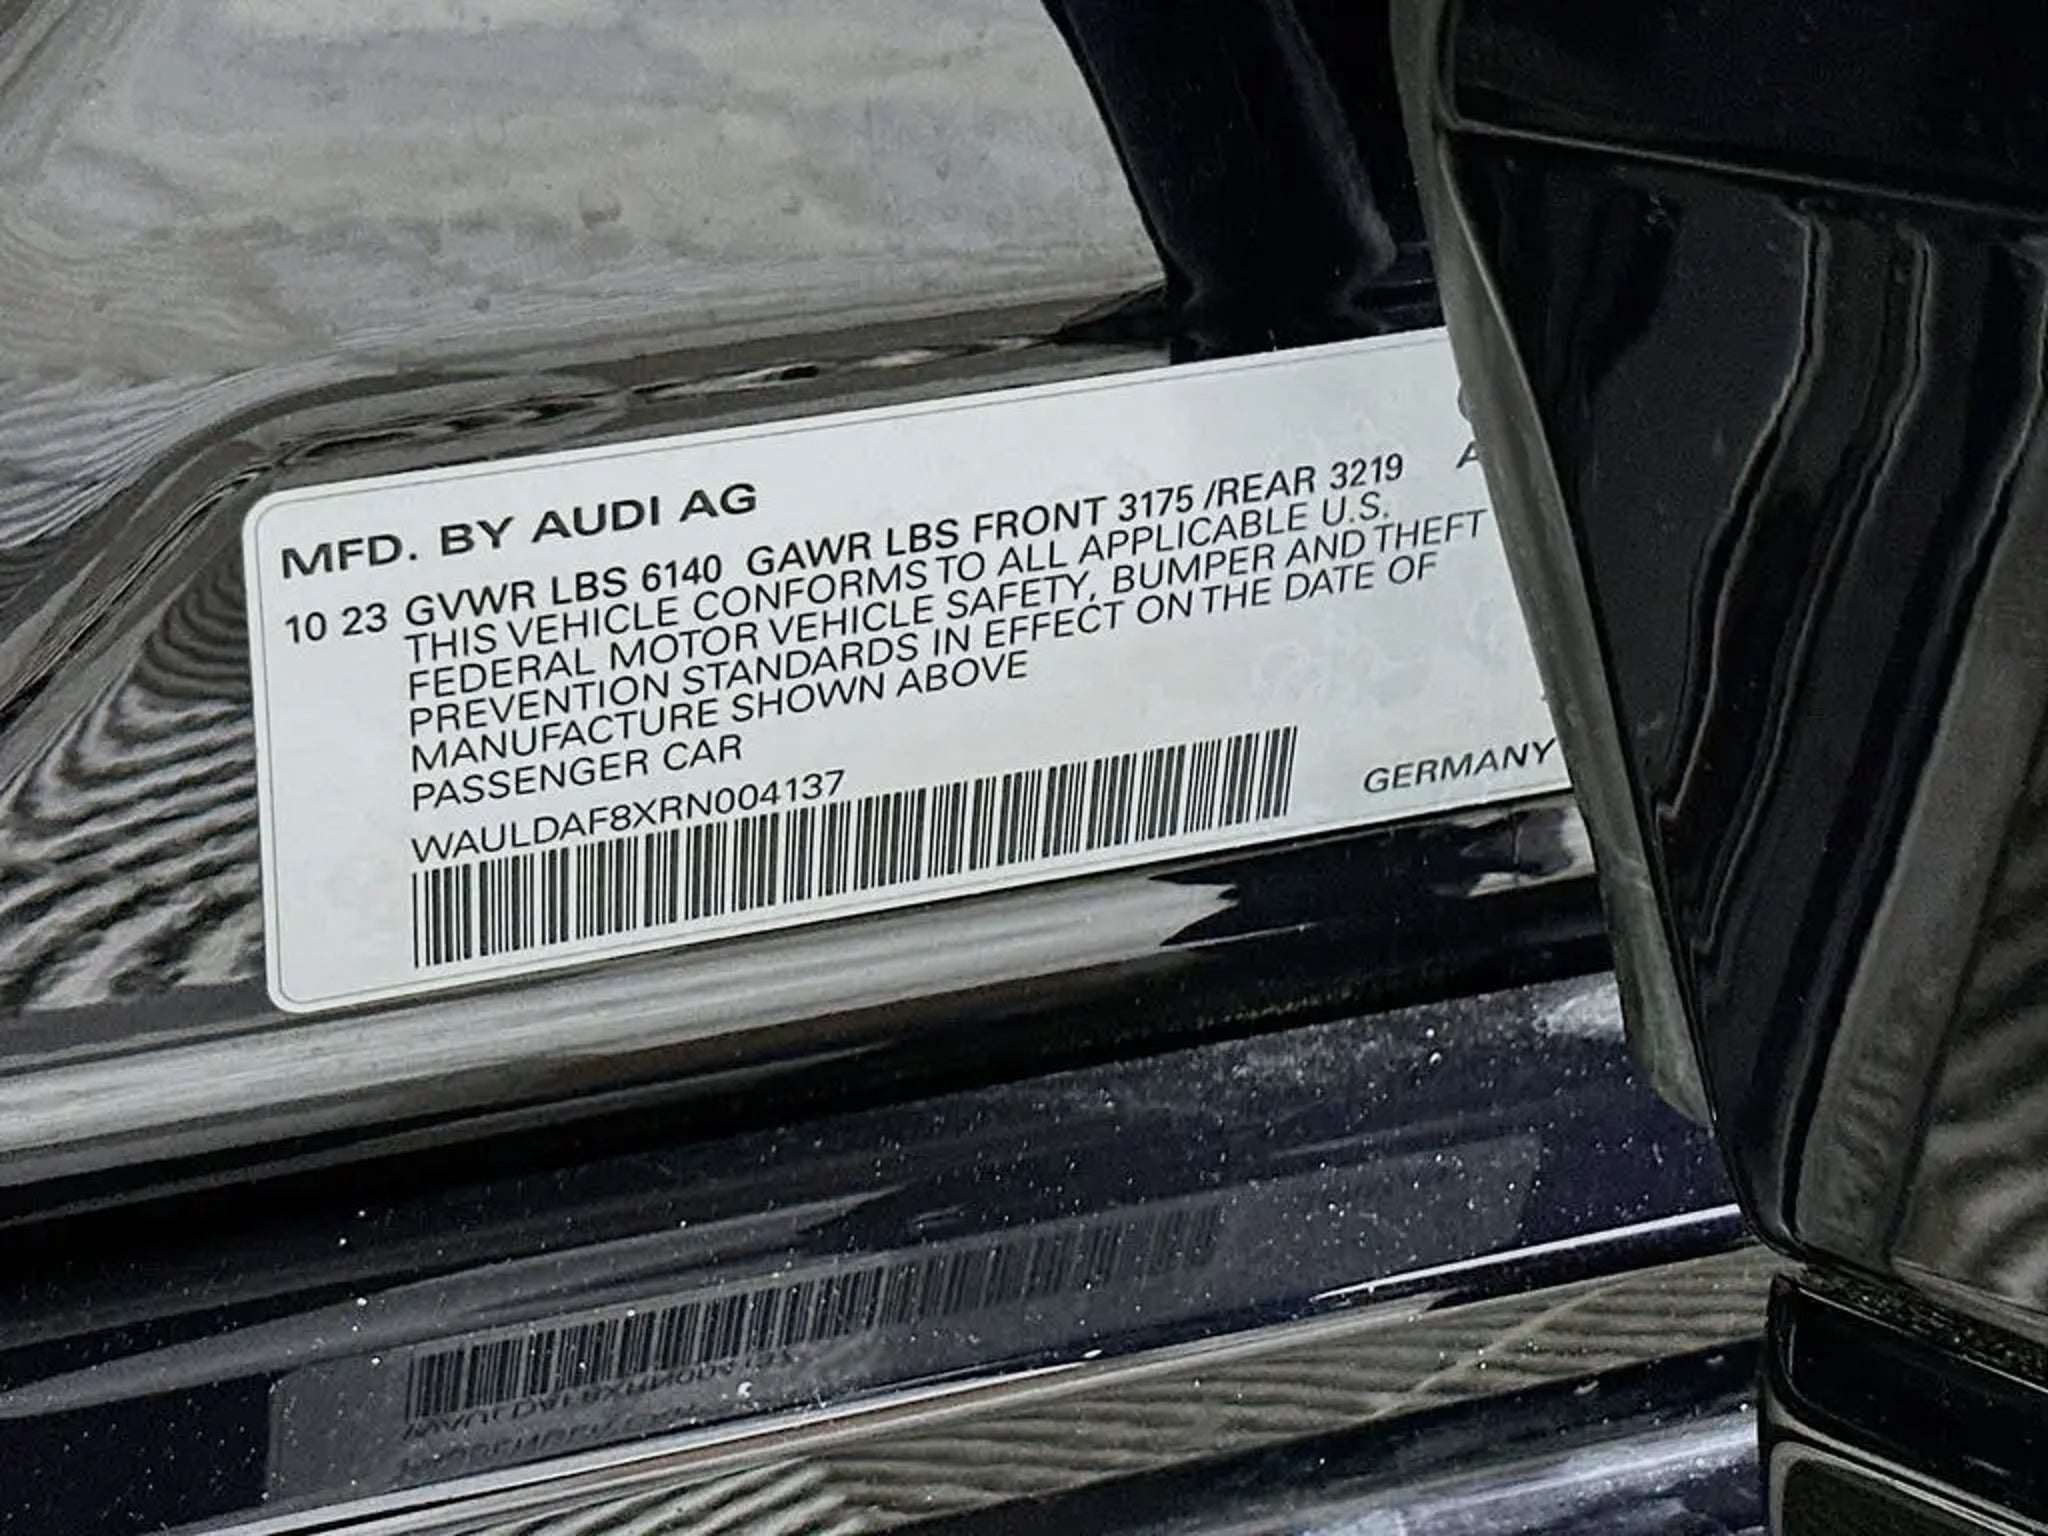 MFD. BY AUDI AG
10 23 GVWR LBS 6140 GAWR LBS FRONT 3175 /REAR 3219
THIS VEHICLE CONFORMS TO ALL APPLICABLE U.S.
FEDERAL MOTOR VEHICLE SAFETY, BUMPER AND THEFT
PREVENTION STANDARDS IN EFFECT ON THE DATE OF
MANUFACTURE SHOWN ABOVE
PASSENGER CAR
WAULDAF8XRN004137
GERMANY